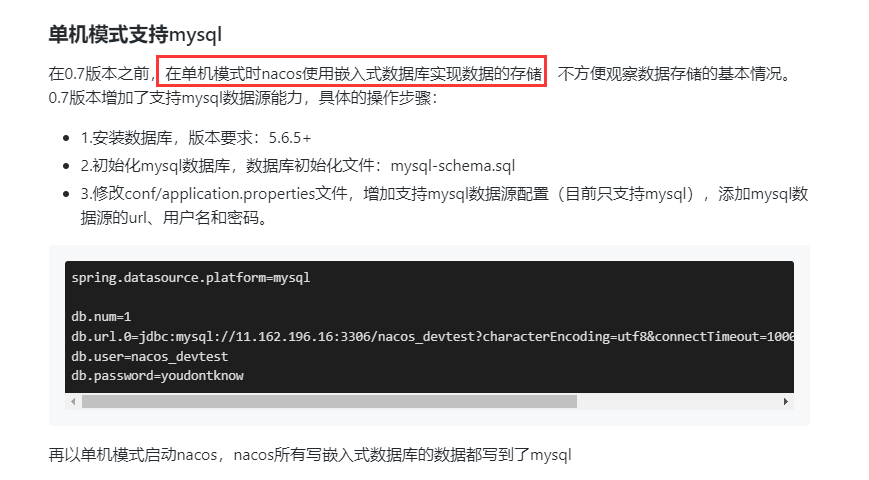 单机模式支持mysql
在0.7版本之前，在单机模式时nacos使用嵌入式数据库实现数据的存储，不方便观察数据存储的基本情况。
0.7版本增加了支持mysql数据源能力，具体的操作步骤：
1.安装数据库，版本要求：5.6.5+
2.初始化mysql数据库，数据库初始化文件：mysql-schema.sql
3.修改conf/application.properties文件，增加支持mysql数据源配置（目前只支持mysql），添加mysql数
据源的url、用户名和密码。
spring.datasource.platform=mysql
db.num=1
db.url.0=jdbc:mysql://11.162.196.16:3306/nacos_devtest?characterEncoding=utf8&connectTimeout=1000
db.user=nacos_devtest
db.password=youdontknow
再以单机模式启动nacos，nacos所有写嵌入式数据库的数据都写到了mysql